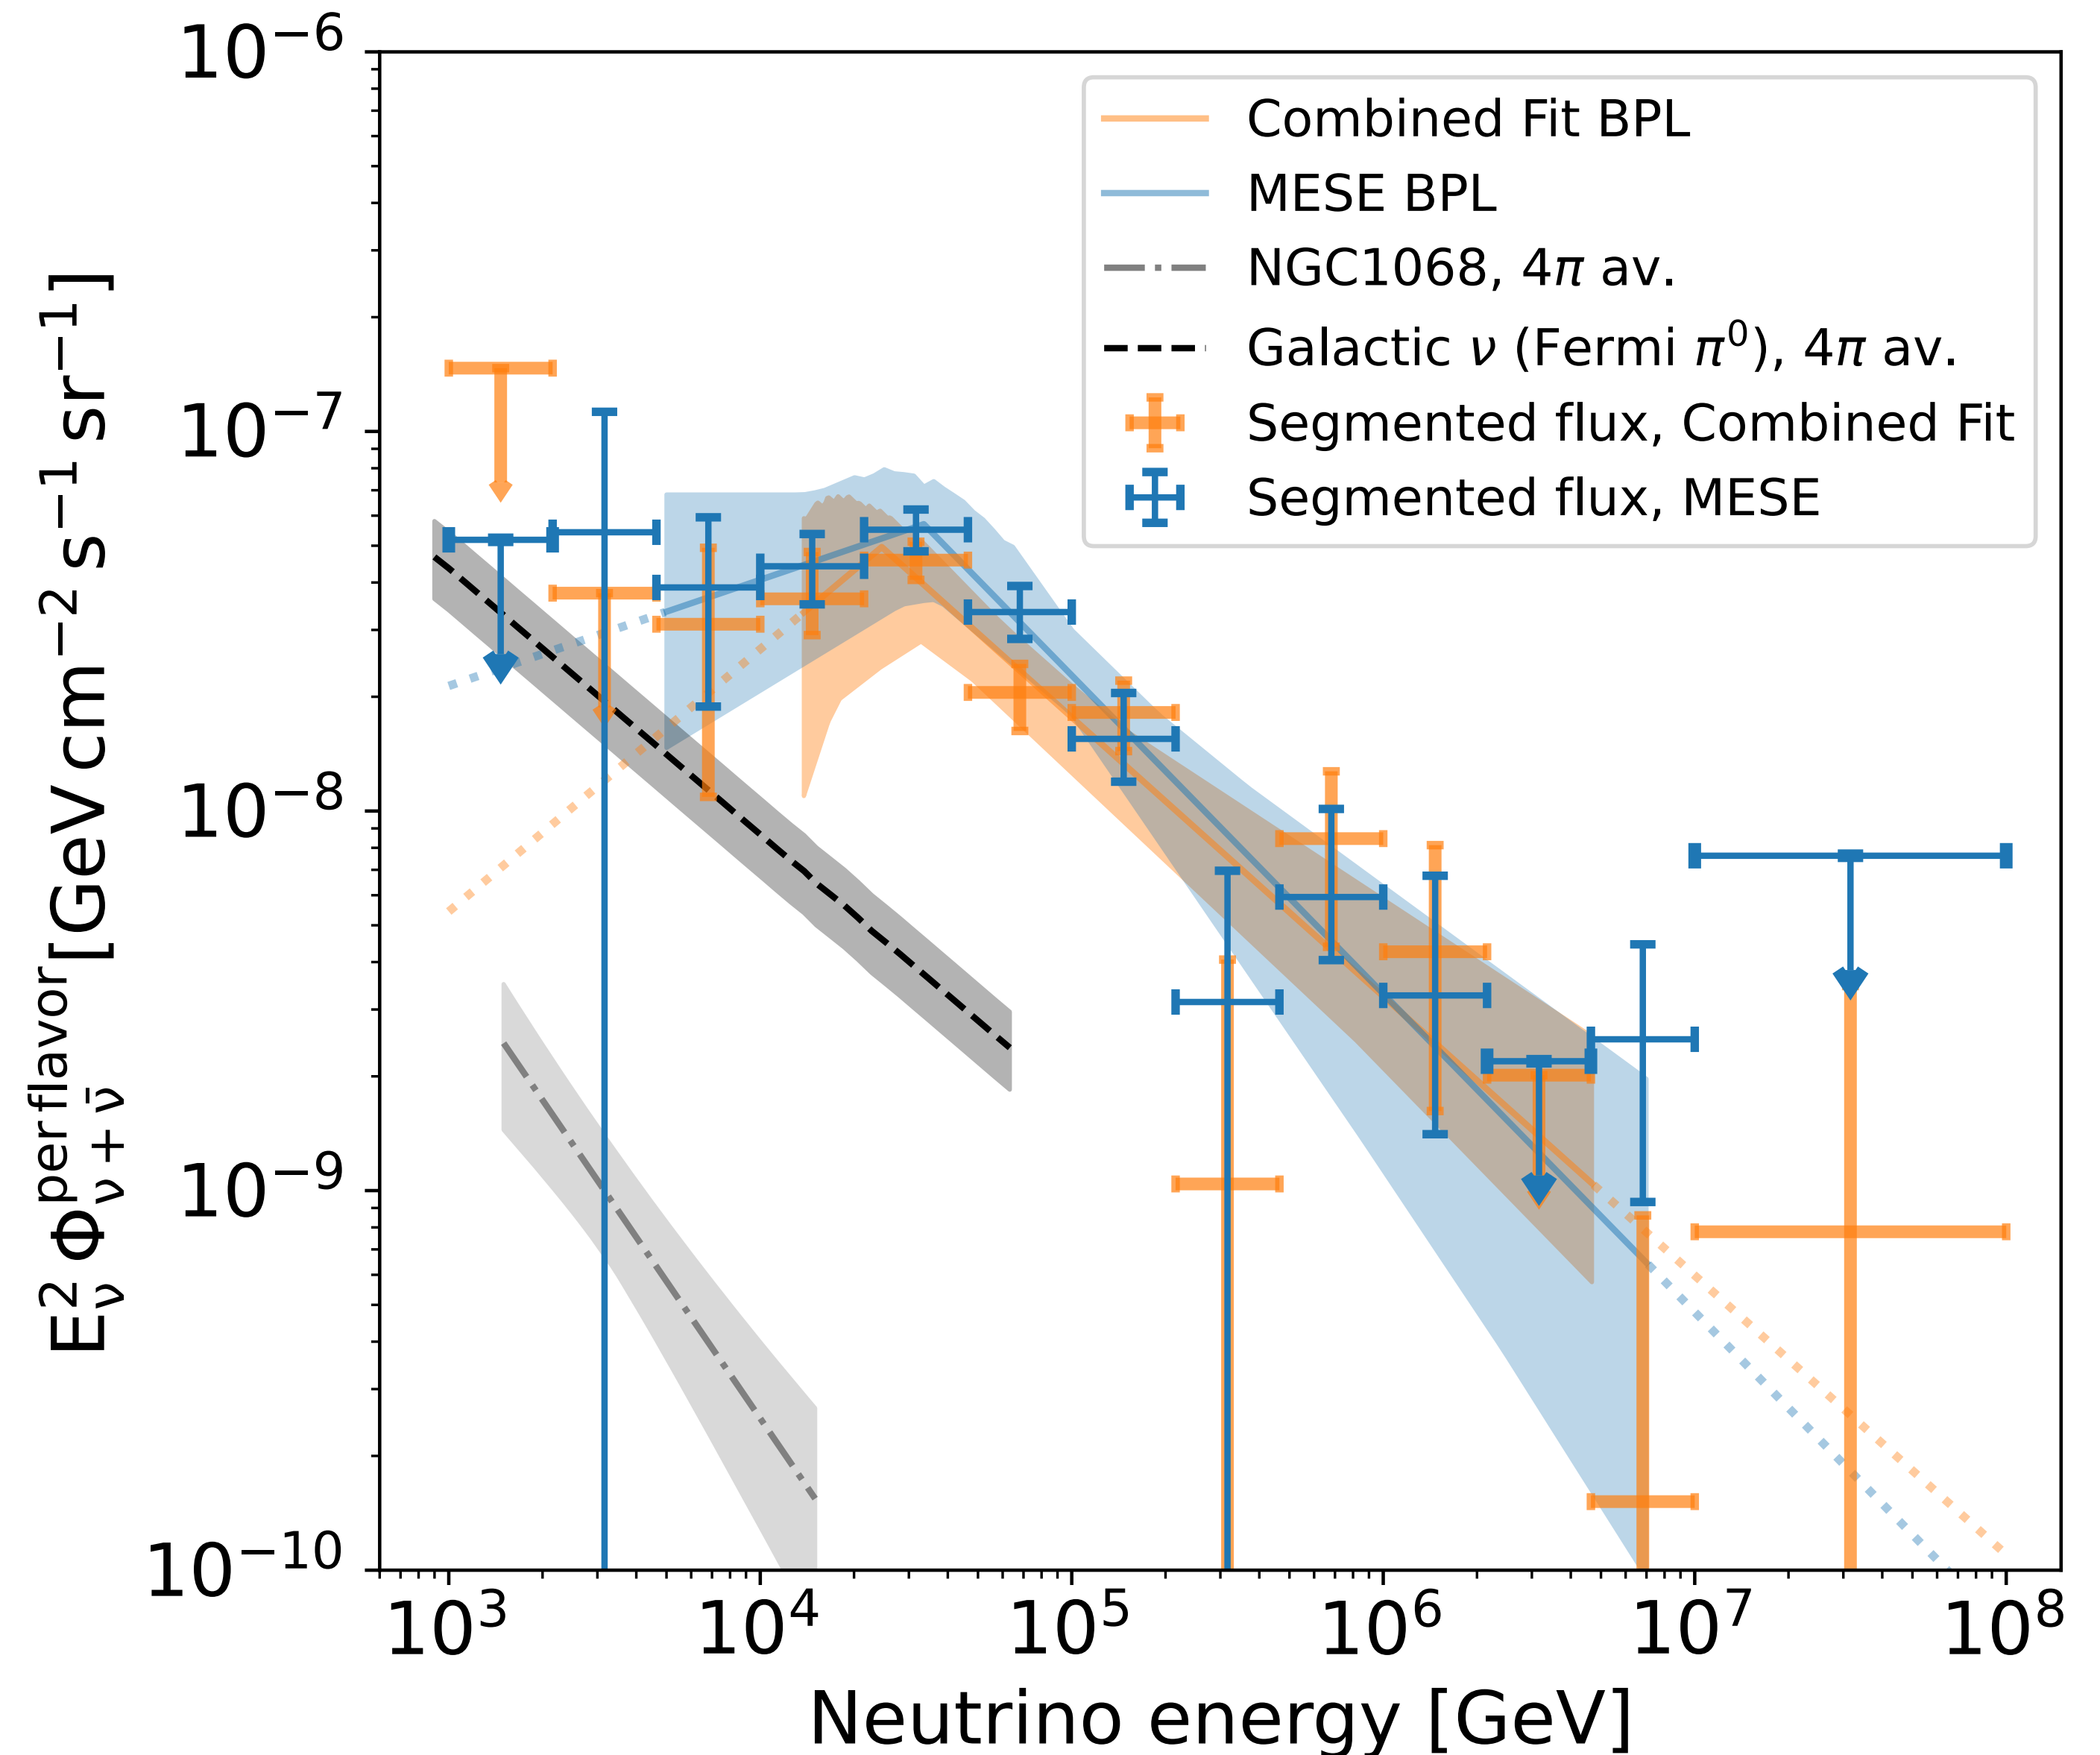 10⁻⁶
10⁻⁷
10⁻⁸
10⁻⁹
10⁻¹⁰
E²_ν Φ^{per flavor}_{ν + ν̄} [GeV cm⁻² s⁻¹ sr⁻¹]
Combined Fit BPL
MESE BPL
NGC1068, 4π av.
Galactic ν (Fermi π⁰), 4π av.
Segmented flux, Combined Fit
Segmented flux, MESE
10³ 10⁴ 10⁵ 10⁶ 10⁷ 10⁸
Neutrino energy [GeV]